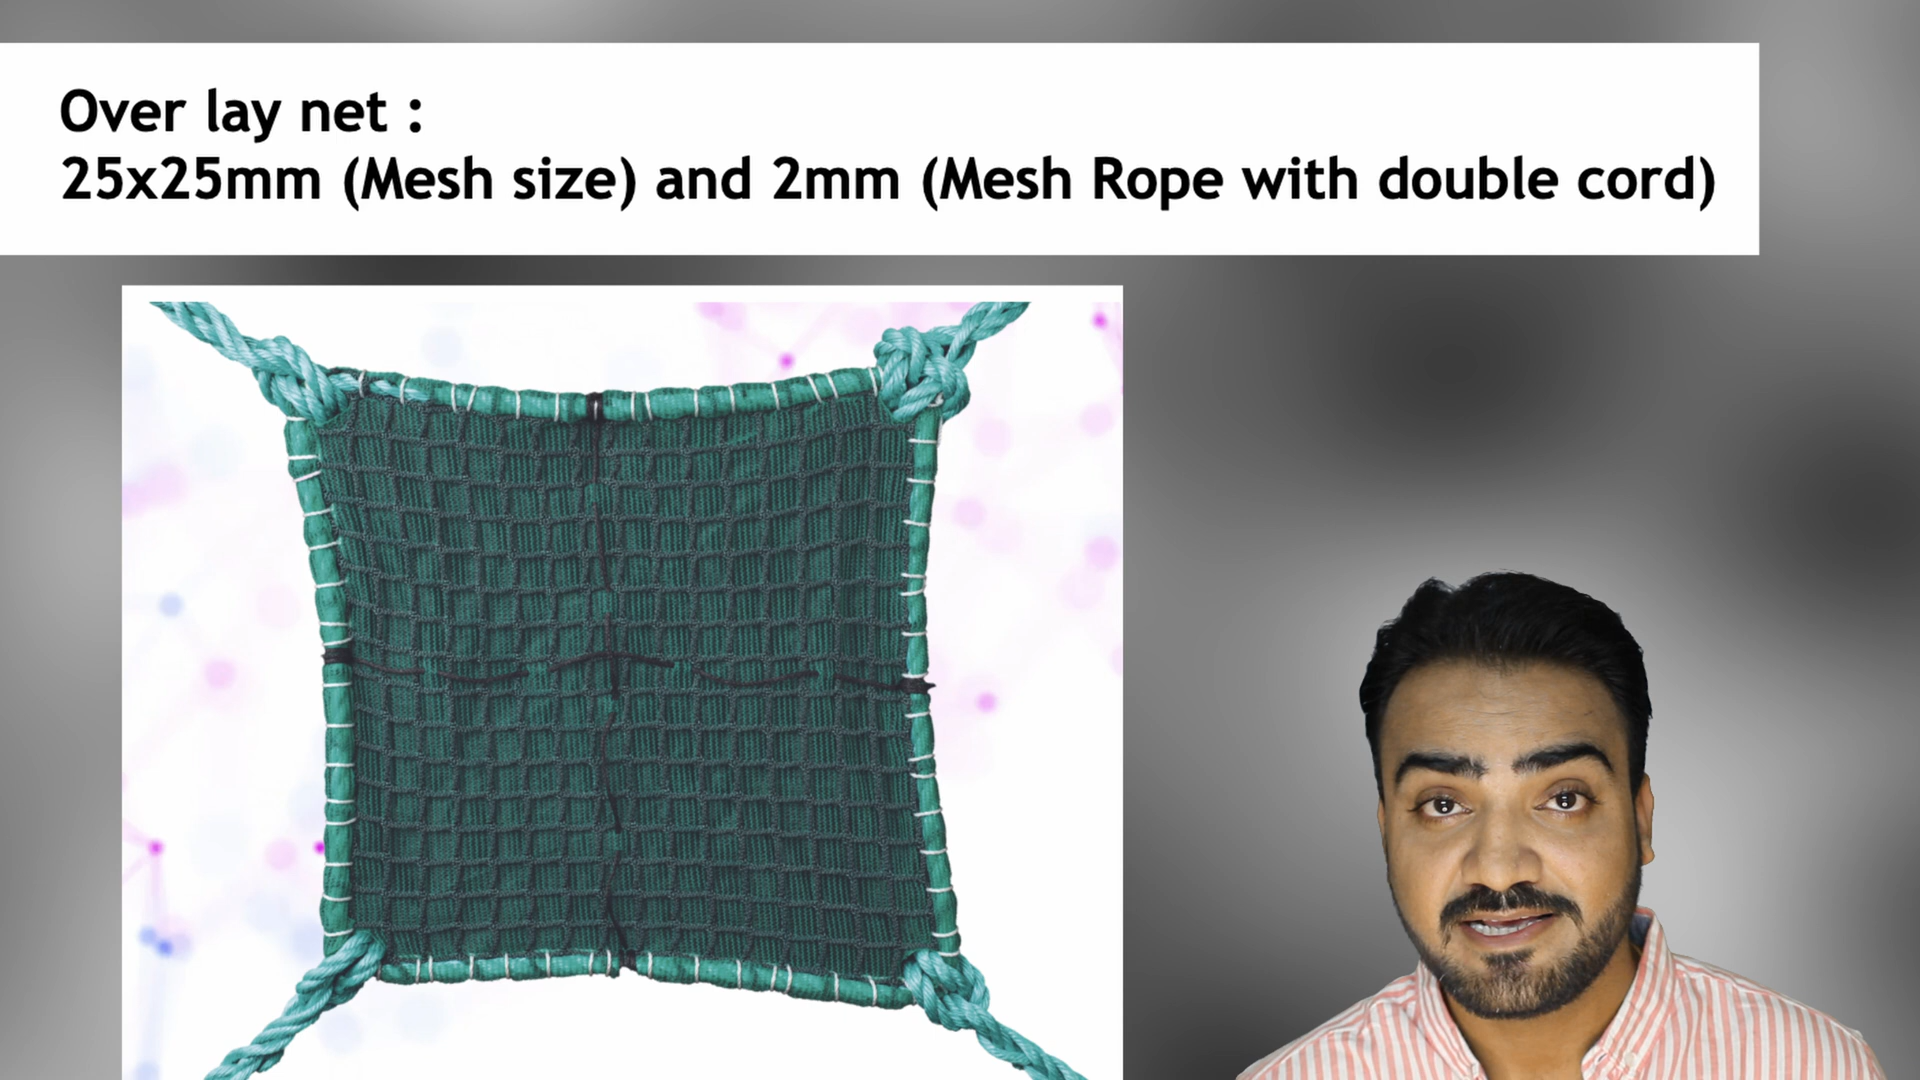 Over lay net :
25x25mm (Mesh size) and 2mm (Mesh Rope with double cord)